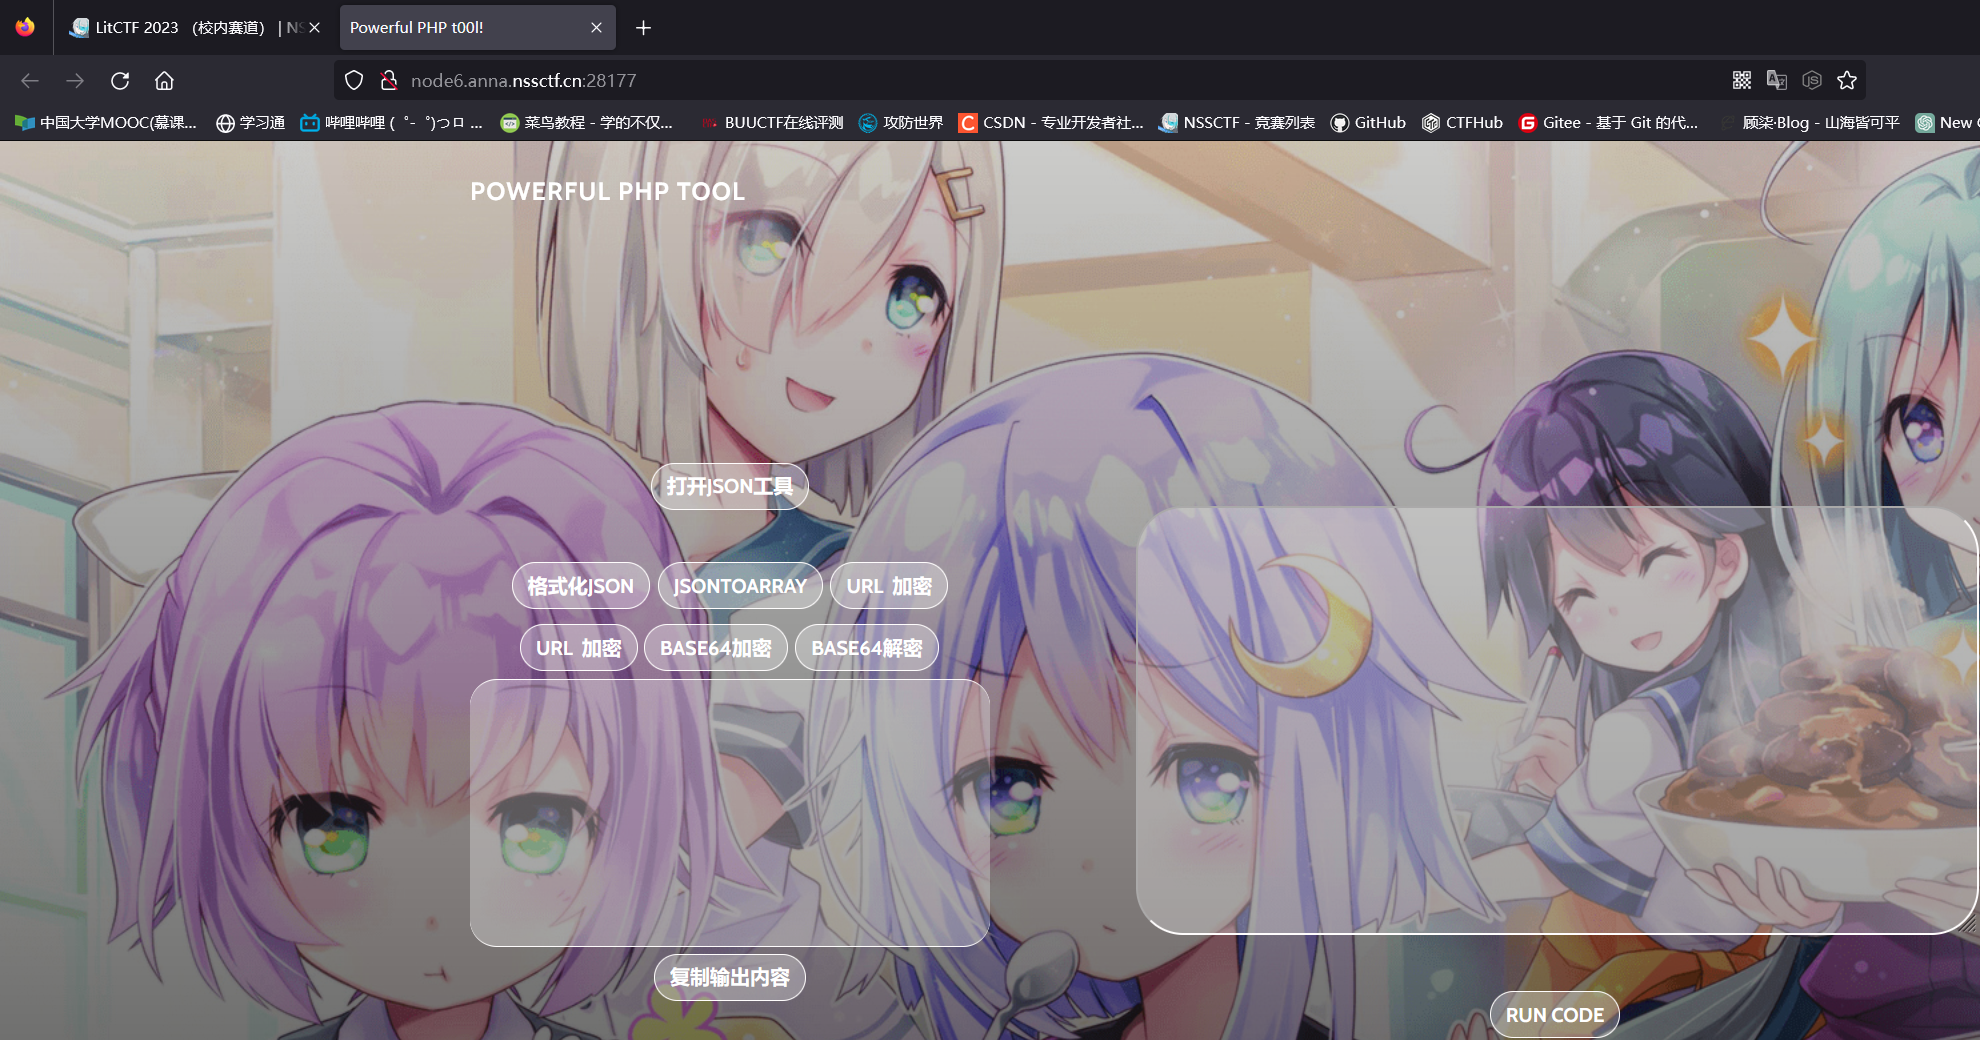 LitCTF 2023 （校内赛道） | NS
Powerful PHP t00l!
node6.anna.nssctf.cn:28177
中国大学MOOC(慕课... 学习通 哔哩哔哩 ( ゜- ゜)つロ ... 菜鸟教程 - 学的不仅... BUUCTF在线评测 攻防世界 CSDN - 专业开发者社... NSSCTF - 竞赛列表 GitHub CTFHub Gitee - 基于 Git 的代... 顾柒·Blog - 山海皆可平 New
POWERFUL PHP TOOL
打开JSON工具
格式化JSON JSONTOARRAY URL 加密
URL 加密 BASE64加密 BASE64解密
复制输出内容
RUN CODE